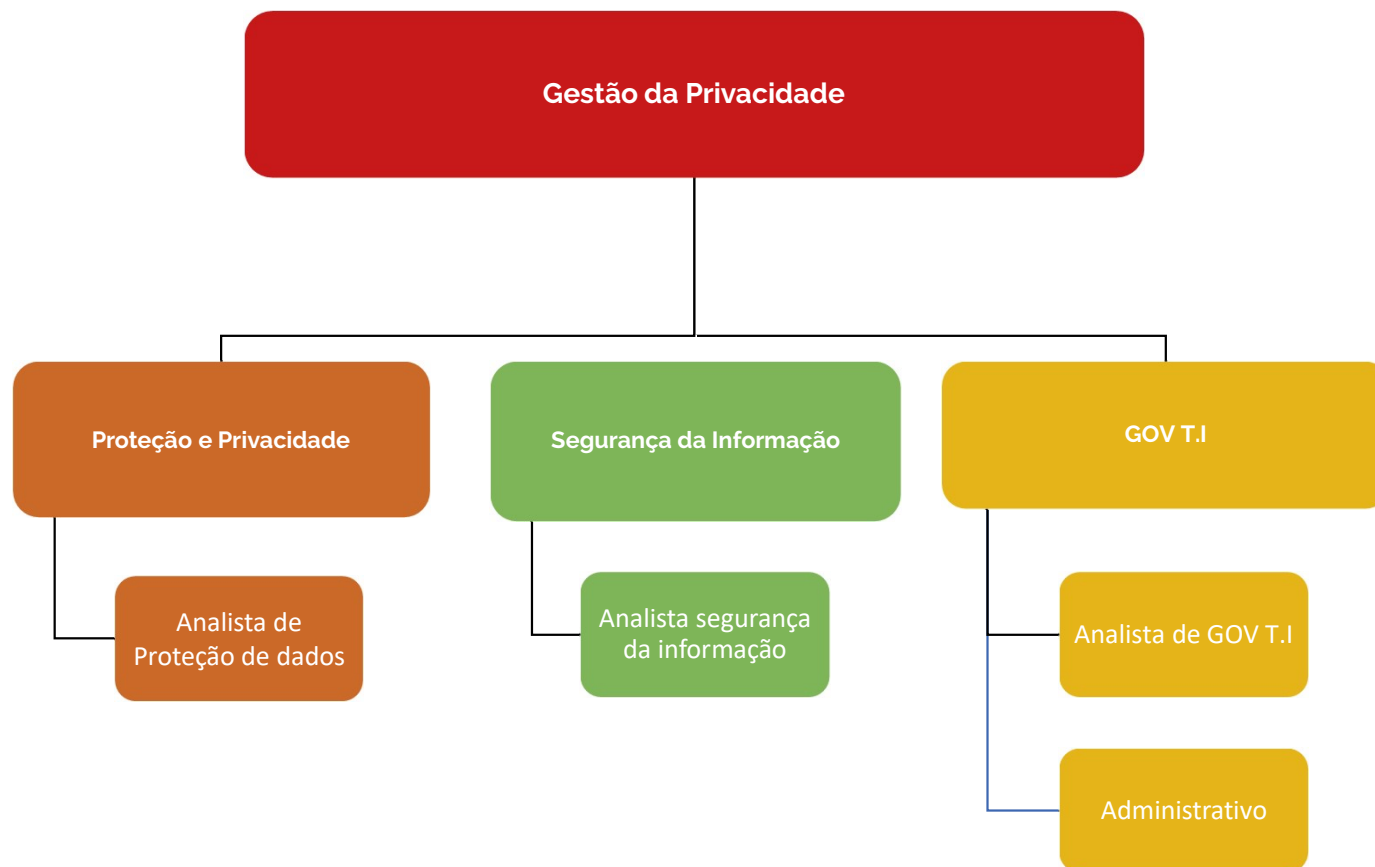 Gestão da Privacidade
Proteção e Privacidade
Segurança da Informação
GOV T.I
Analista de
Proteção de dados
Analista segurança
da informação
Analista de GOV T.I
Administrativo